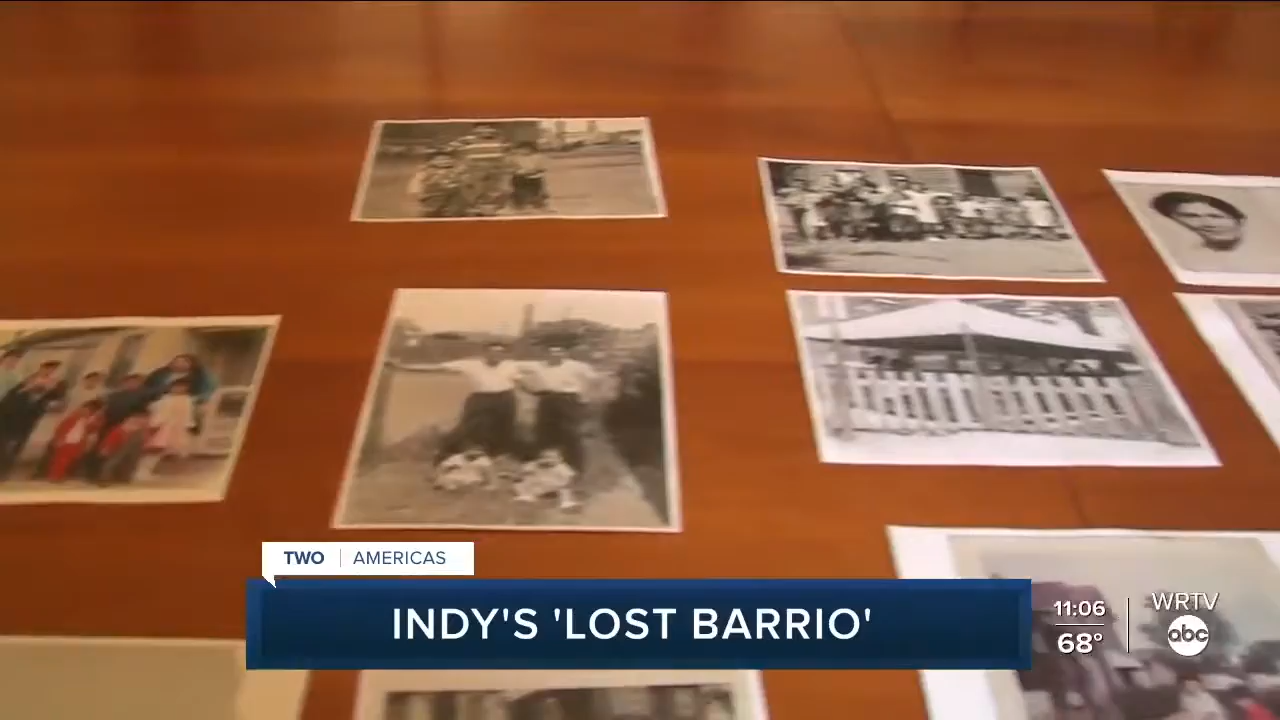 TWO | AMERICAS
INDY'S 'LOST BARRIO'
11:06
68°
WRTV
abc